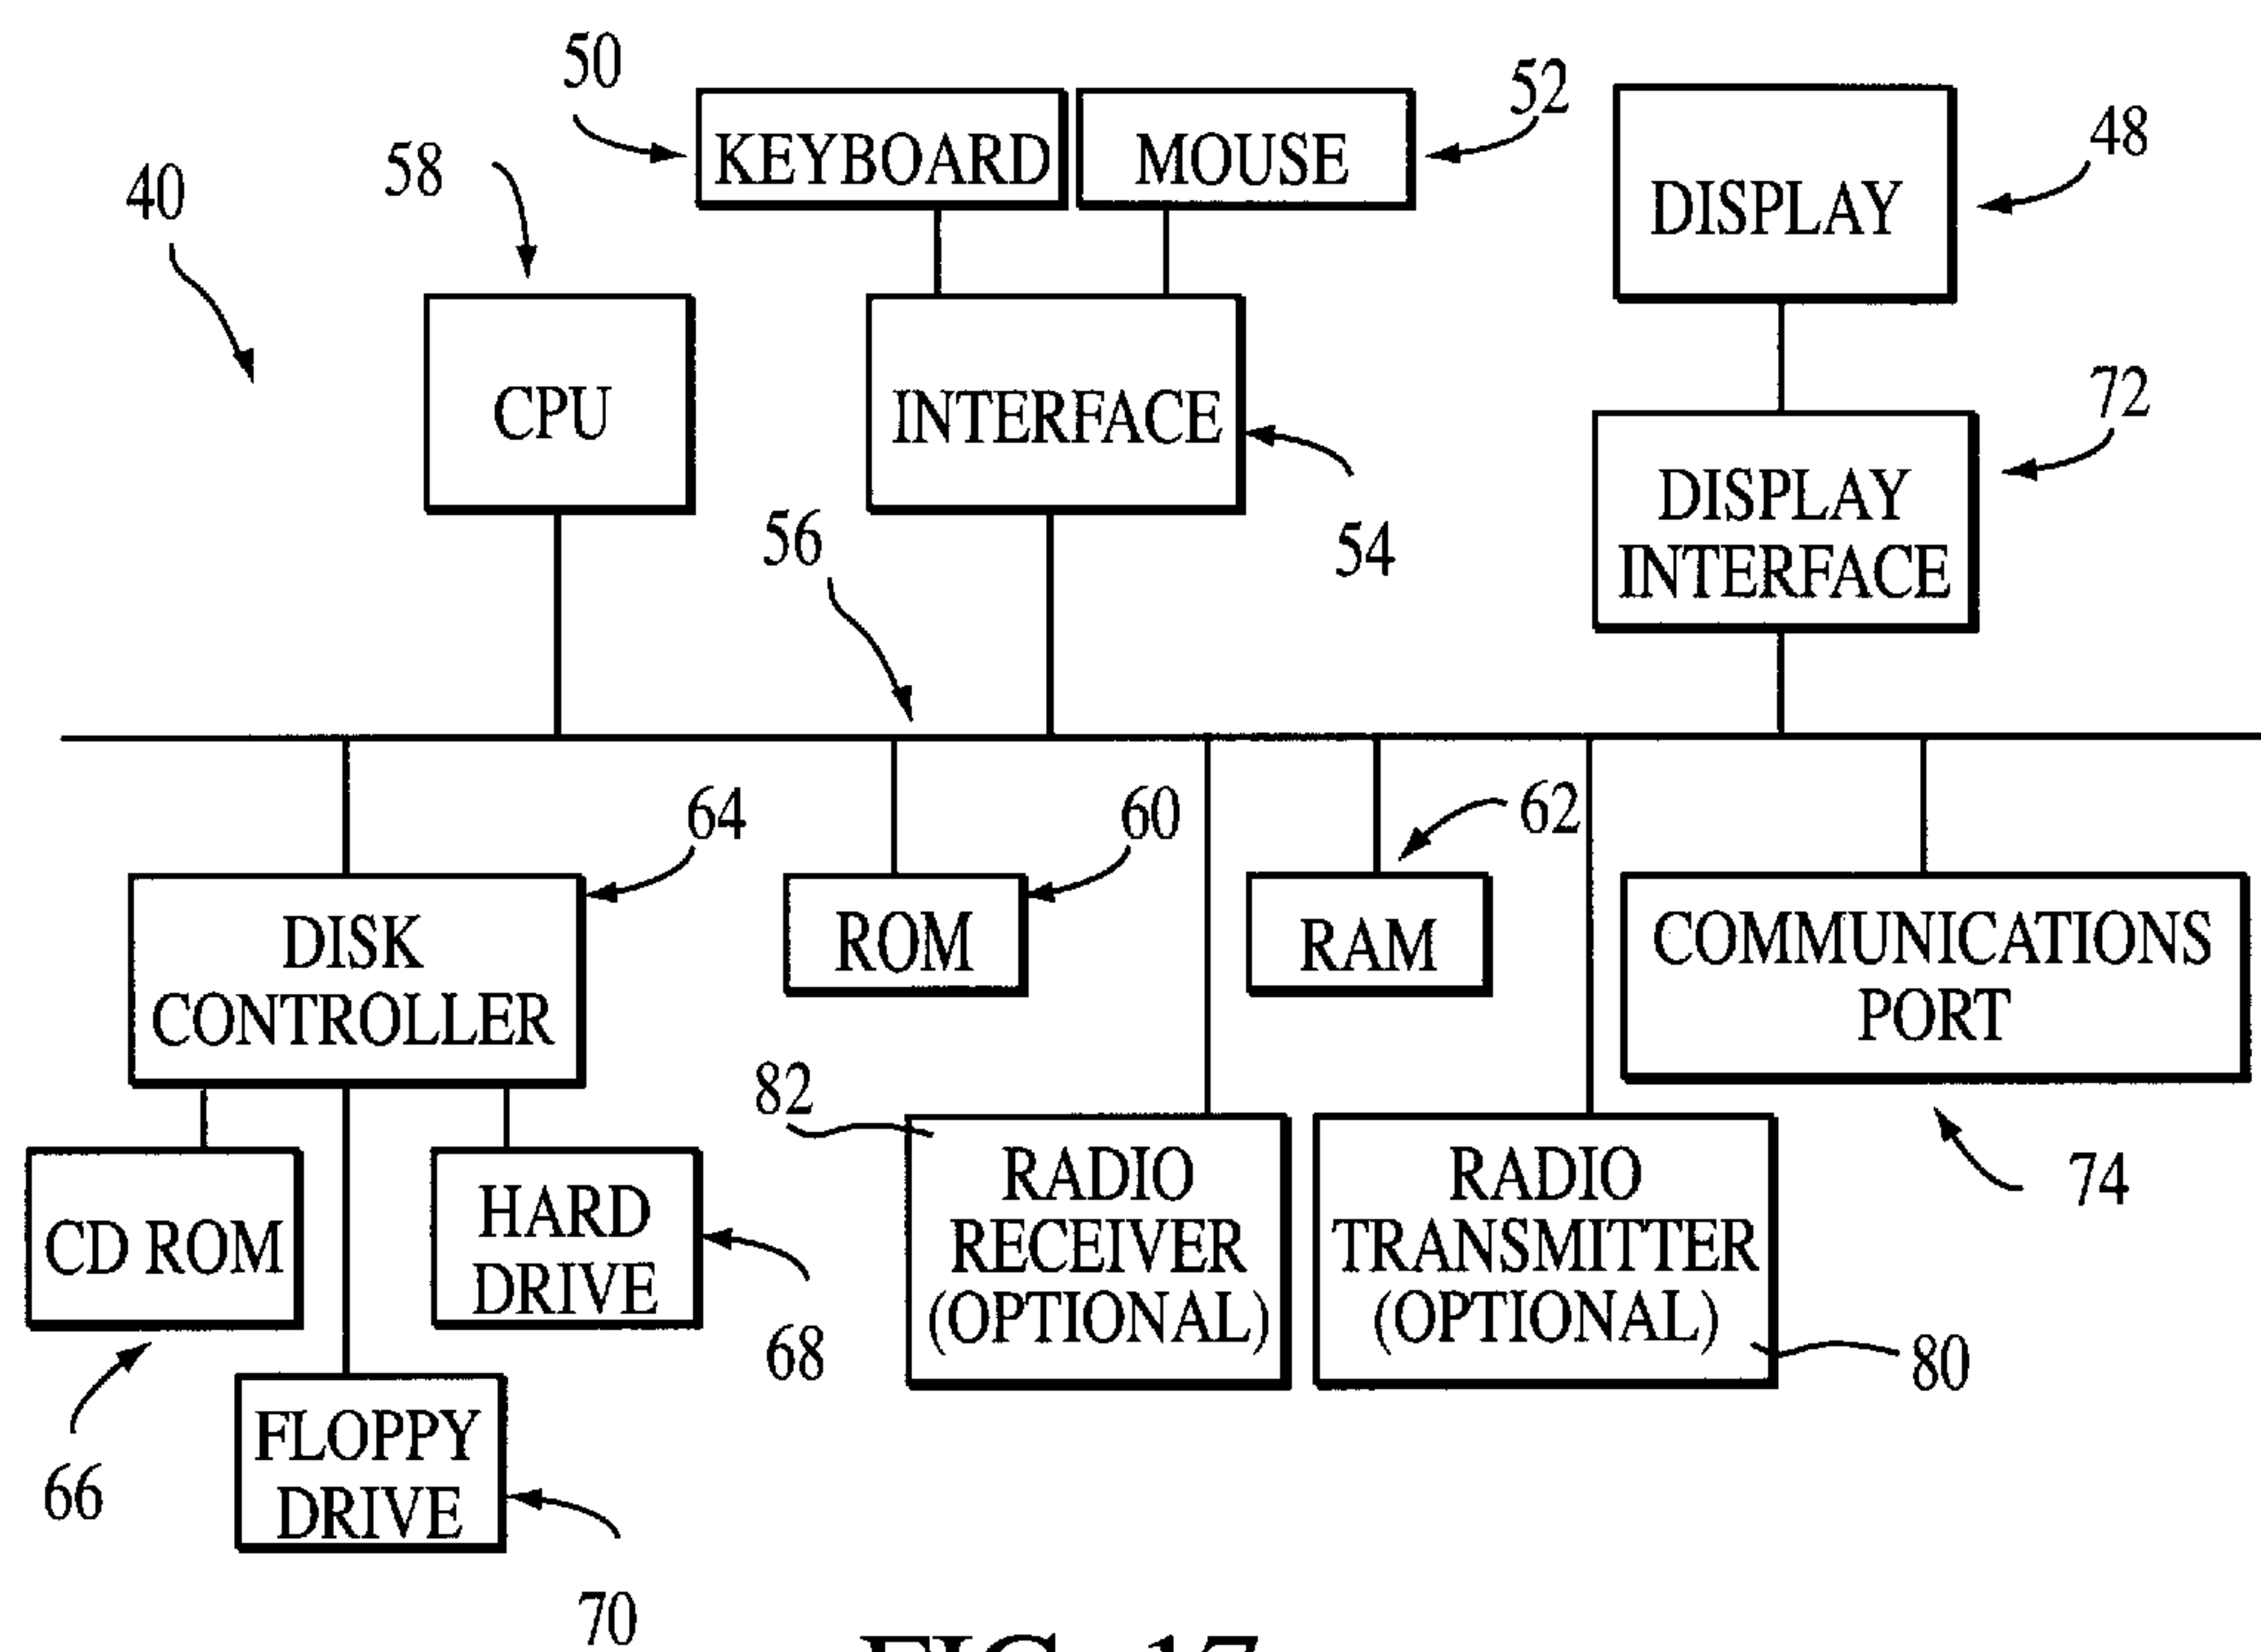 50
KEYBOARD
MOUSE
52
DISPLAY
48
58
40
CPU
INTERFACE
54
72
DISPLAY
INTERFACE
56
64
DISK
CONTROLLER
60
ROM
62
RAM
COMMUNICATIONS
PORT
74
82
RADIO
RECEIVER
(OPTIONAL)
RADIO
TRANSMITTER
(OPTIONAL)
80
CD ROM
66
HARD
DRIVE
68
FLOPPY
DRIVE
70
FIG. 17